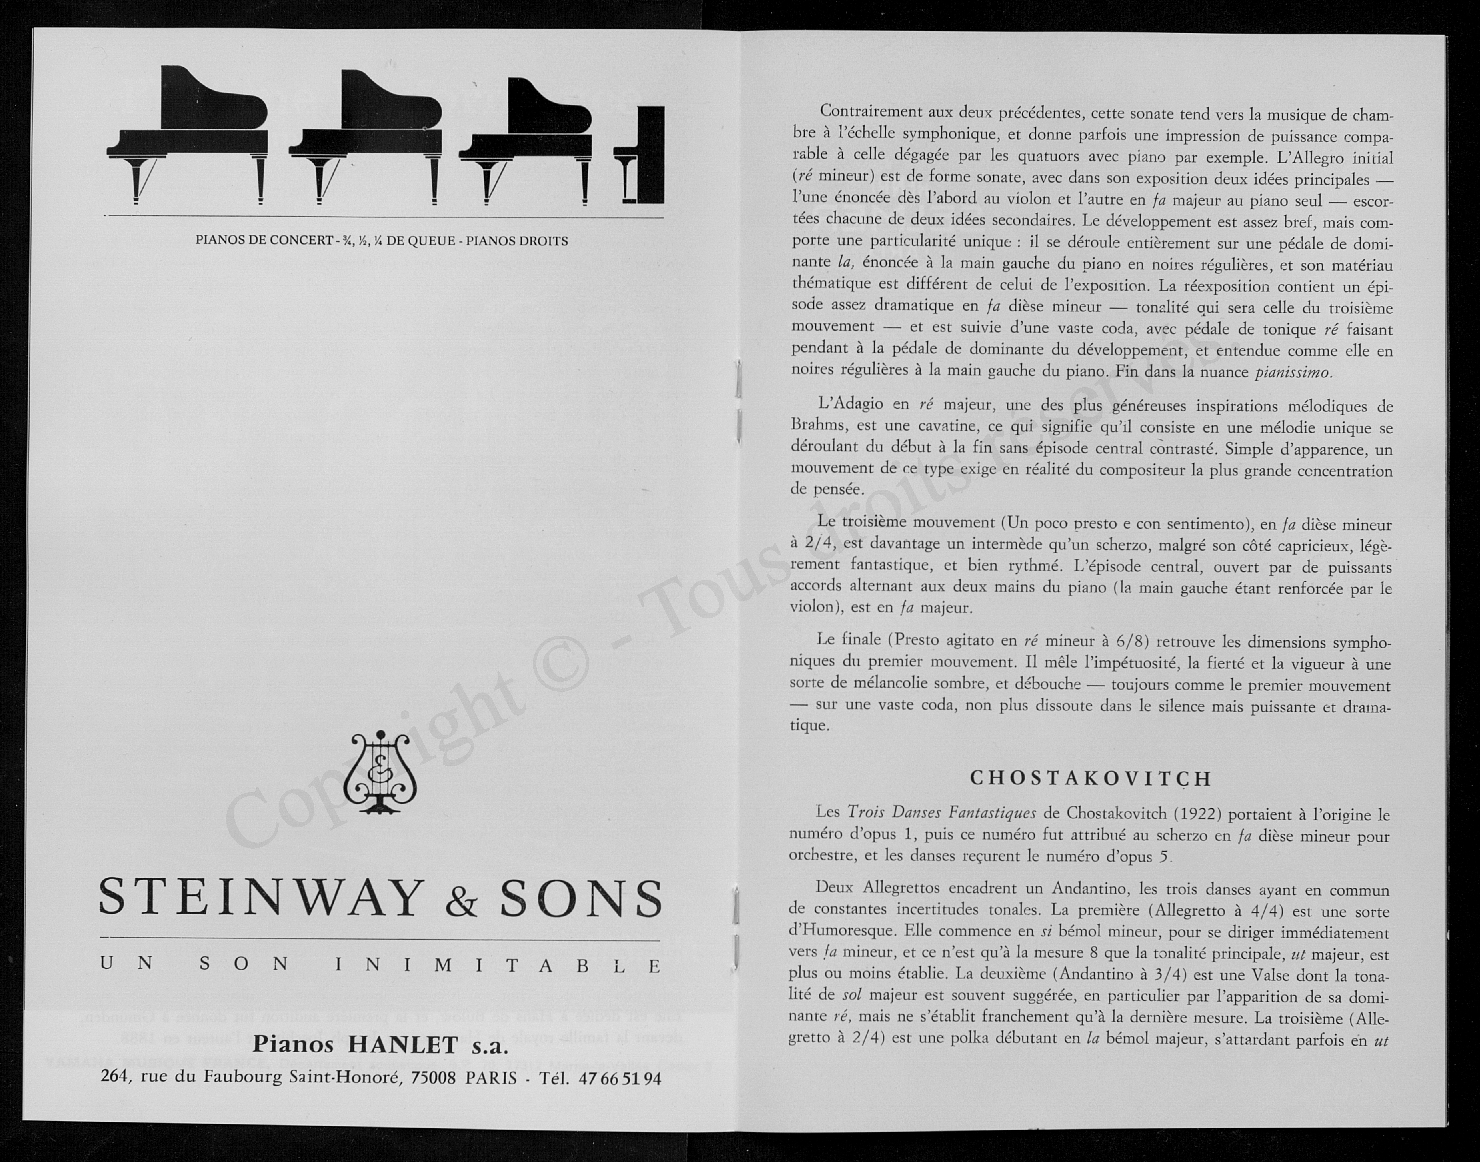 PIANOS DE CONCERT - ¾, ½, ¼ DE QUEUE - PIANOS DROITS
STEINWAY & SONS
UN SON INIMITABLE
Pianos HANLET s.a.
264, rue du Faubourg Saint-Honoré, 75008 PARIS - Tél. 47 66 51 94
Contrairement aux deux précédentes, cette sonate tend vers la musique de cham-
bre à l'échelle symphonique, et donne parfois une impression de puissance compa-
rable à celle dégagée par les quatuors avec piano par exemple. L'Allegro initial
(ré mineur) est de forme sonate, avec dans son exposition deux idées principales —
l'une énoncée dès l'abord au violon et l'autre en fa majeur au piano seul — escor-
tées chacune de deux idées secondaires. Le développement est assez bref, mais com-
porte une particularité unique : il se déroule entièrement sur une pédale de domi-
nante la, énoncée à la main gauche du piano en noires régulières, et son matériau
thématique est différent de celui de l'exposition. La réexposition contient un épi-
sode assez dramatique en fa dièse mineur — tonalité qui sera celle du troisième
mouvement — et est suivie d'une vaste coda, avec pédale de tonique ré faisant
pendant à la pédale de dominante du développement, et entendue comme elle en
noires régulières à la main gauche du piano. Fin dans la nuance pianissimo.
L'Adagio en ré majeur, une des plus généreuses inspirations mélodiques de
Brahms, est une cavatine, ce qui signifie qu'il consiste en une mélodie unique se
déroulant du début à la fin sans épisode central contrasté. Simple d'apparence, un
mouvement de ce type exige en réalité du compositeur la plus grande concentration
de pensée.
Le troisième mouvement (Un poco presto e con sentimento), en fa dièse mineur
à 2/4, est davantage un intermède qu'un scherzo, malgré son côté capricieux, légè-
rement fantastique, et bien rythmé. L'épisode central, ouvert par de puissants
accords alternant aux deux mains du piano (la main gauche étant renforcée par le
violon), est en fa majeur.
Le finale (Presto agitato en ré mineur à 6/8) retrouve les dimensions sympho-
niques du premier mouvement. Il mêle l'impétuosité, la fierté et la vigueur à une
sorte de mélancolie sombre, et débouche — toujours comme le premier mouvement
— sur une vaste coda, non plus dissoute dans le silence mais puissante et drama-
tique.
CHOSTAKOVITCH
Les Trois Danses Fantastiques de Chostakovitch (1922) portaient à l'origine le
numéro d'opus 1, puis ce numéro fut attribué au scherzo en fa dièse mineur pour
orchestre, et les danses reçurent le numéro d'opus 5.
Deux Allegrettos encadrent un Andantino, les trois danses ayant en commun
de constantes incertitudes tonales. La première (Allegretto à 4/4) est une sorte
d'Humoresque. Elle commence en si bémol mineur, pour se diriger immédiatement
vers fa mineur, et ce n'est qu'à la mesure 8 que la tonalité principale, ut majeur, est
plus ou moins établie. La deuxième (Andantino à 3/4) est une Valse dont la tona-
lité de sol majeur est souvent suggérée, en particulier par l'apparition de sa domi-
nante ré, mais ne s'établit franchement qu'à la dernière mesure. La troisième (Alle-
gretto à 2/4) est une polka débutant en la bémol majeur, s'attardant parfois en ut
Copyright © - Tous droits réservés.